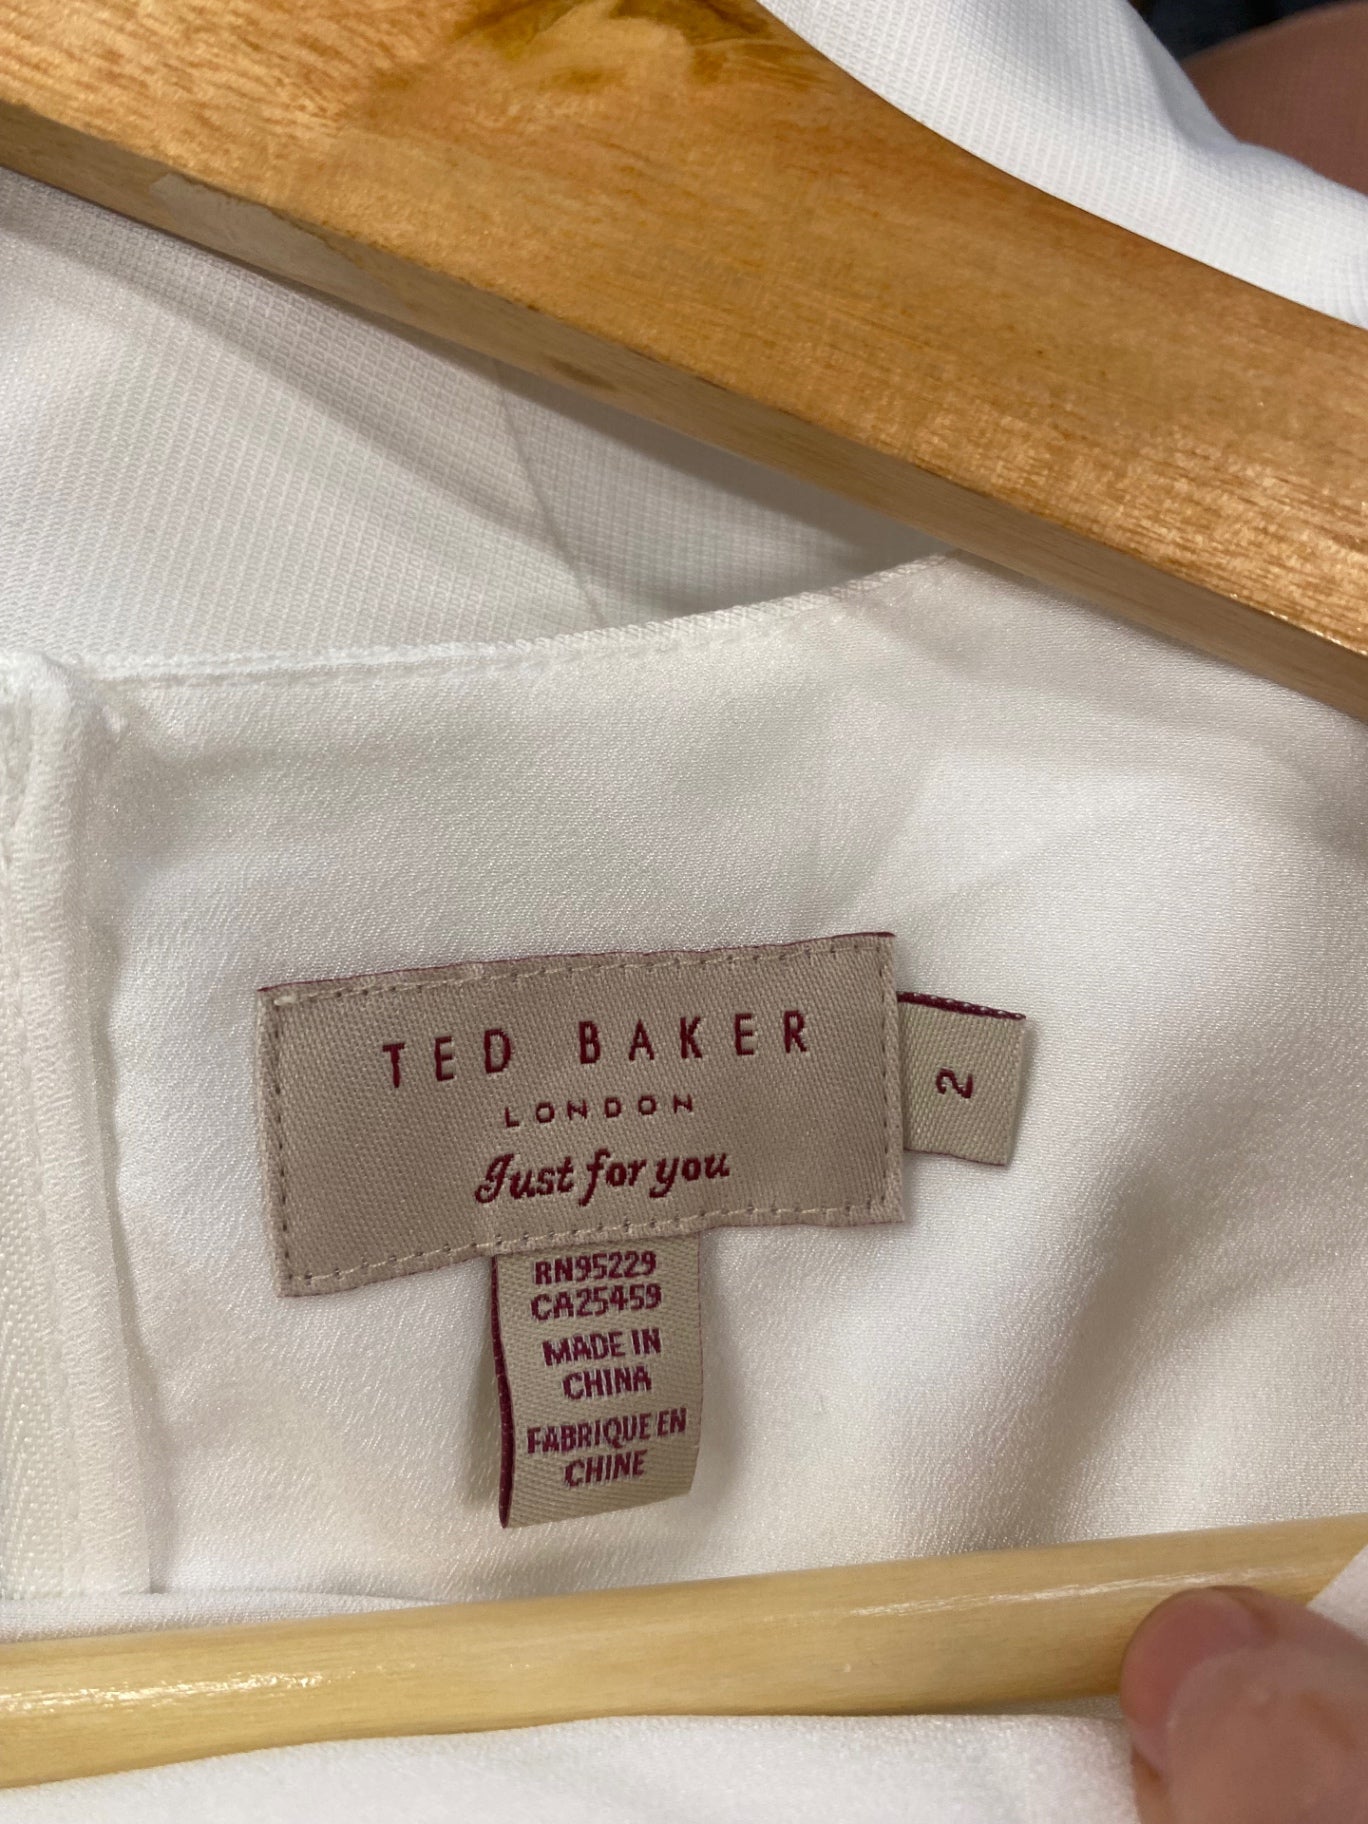 TED BAKER
LONDON
Just for you
2
RN95229
CA25459
MADE IN
CHINA
FABRIQUE EN
CHINE